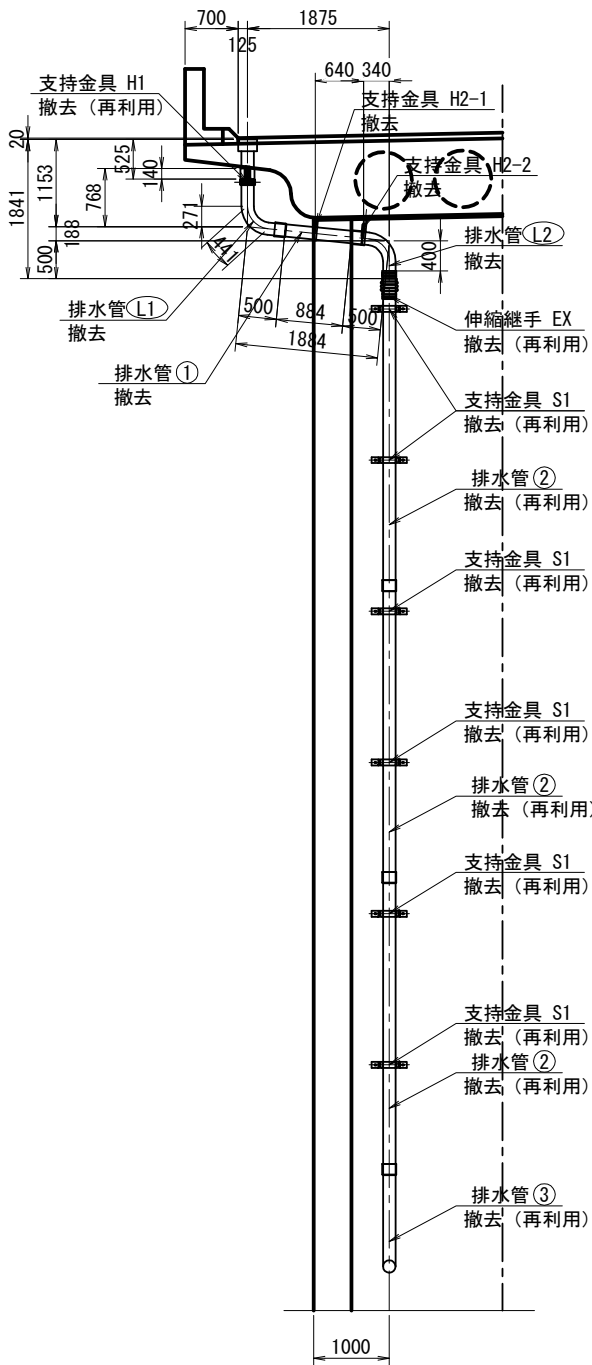 700
1875
125
640
340
支持金具 H1
撤去 (再利用)
支持金具 H2-1
撤去
支持金具 H2-2
撤去
20
1841
1153
525
140
768
271
188
500
441
400
排水管 L2
撤去
排水管 L1
撤去
500
884
500
1884
伸縮継手 EX
撤去 (再利用)
排水管 ①
撤去
支持金具 S1
撤去 (再利用)
排水管 ②
撤去 (再利用)
支持金具 S1
撤去 (再利用)
支持金具 S1
撤去 (再利用)
排水管 ②
撤去 (再利用)
支持金具 S1
撤去 (再利用)
支持金具 S1
撤去 (再利用)
排水管 ②
撤去 (再利用)
排水管 ③
撤去 (再利用)
1000